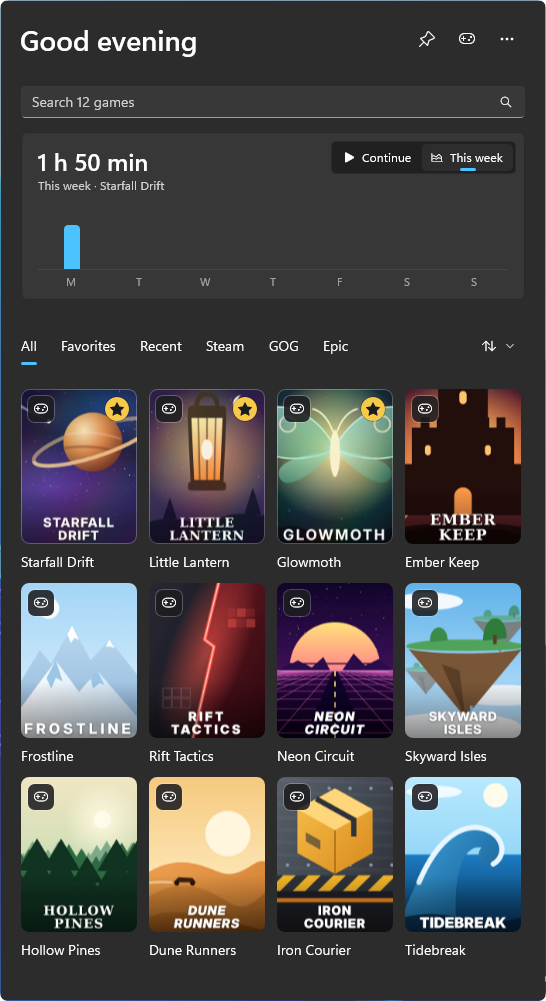 Good evening
Search 12 games
1 h 50 min
Continue
This week
This week · Starfall Drift
M T W T F S S
All Favorites Recent Steam GOG Epic
STARFALL
DRIFT
LITTLE
LANTERN
GLOWMOTH
EMBER
KEEP
Starfall Drift
Little Lantern
Glowmoth
Ember Keep
FROSTLINE
RIFT
TACTICS
NEON
CIRCUIT
SKYWARD
ISLES
Frostline
Rift Tactics
Neon Circuit
Skyward Isles
HOLLOW
PINES
DUNE
RUNNERS
IRON
COURIER
TIDEBREAK
Hollow Pines
Dune Runners
Iron Courier
Tidebreak